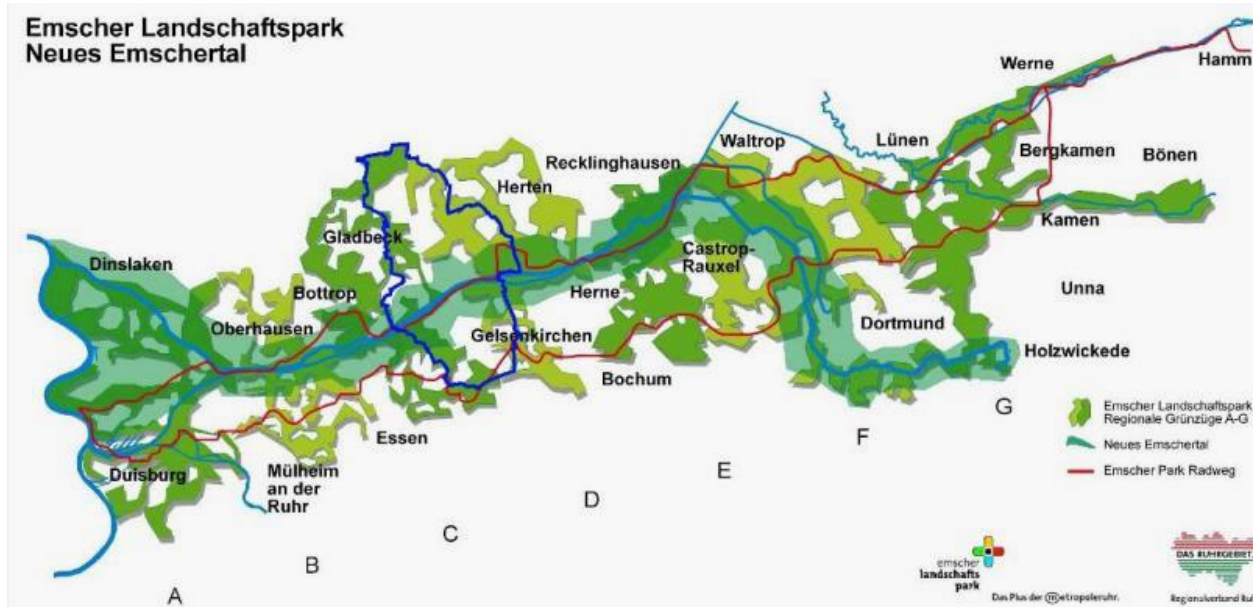 Emscher Landschaftspark
Neues Emschertal
Werne
Hamm
Waltrop
Lünen
Recklinghausen
Bergkamen
Bönen
Herten
Kamen
Gladbeck
Castrop-
Rauxel
Dinslaken
Bottrop
Herne
Unna
Oberhausen
Gelsenkirchen
Dortmund
Holzwickede
Bochum
G
Emscher Landschaftspark
Regionale Grünzüge A-G
Essen
F
Neues Emschertal
Duisburg
Mülheim
an der
Ruhr
E
Emscher Park Radweg
D
C
B
A
emscher
landschafts
park
Das Plus der metropoleruhr.
DAS RUHRGEBIET
Regionalverband Ru